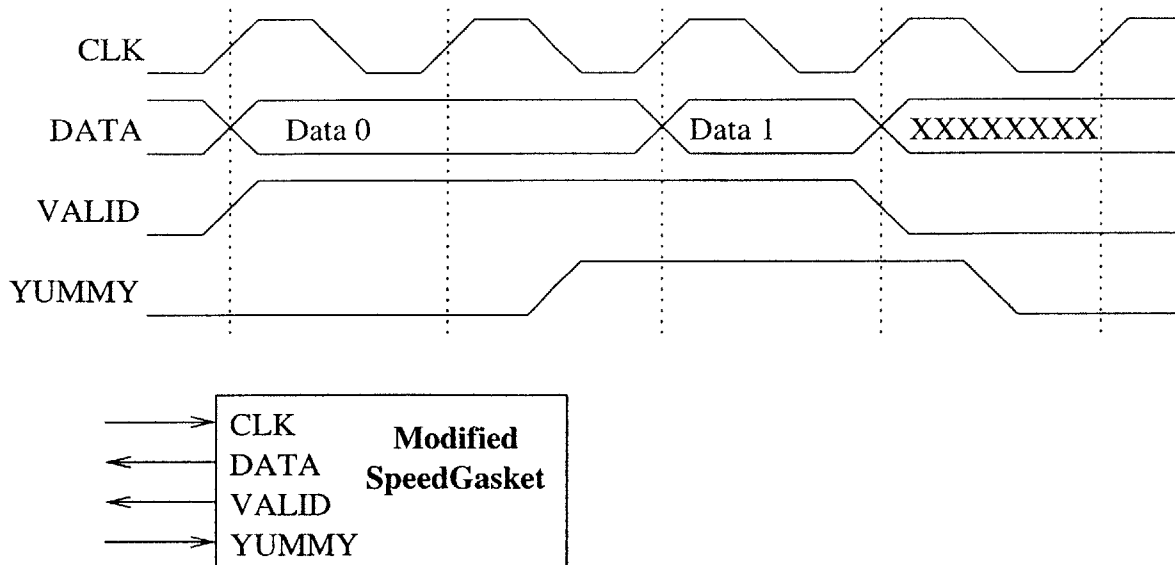 CLK
DATA Data 0 Data 1 XXXXXXXX
VALID
YUMMY
CLK
Modified
DATA
SpeedGasket
VALID
YUMMY